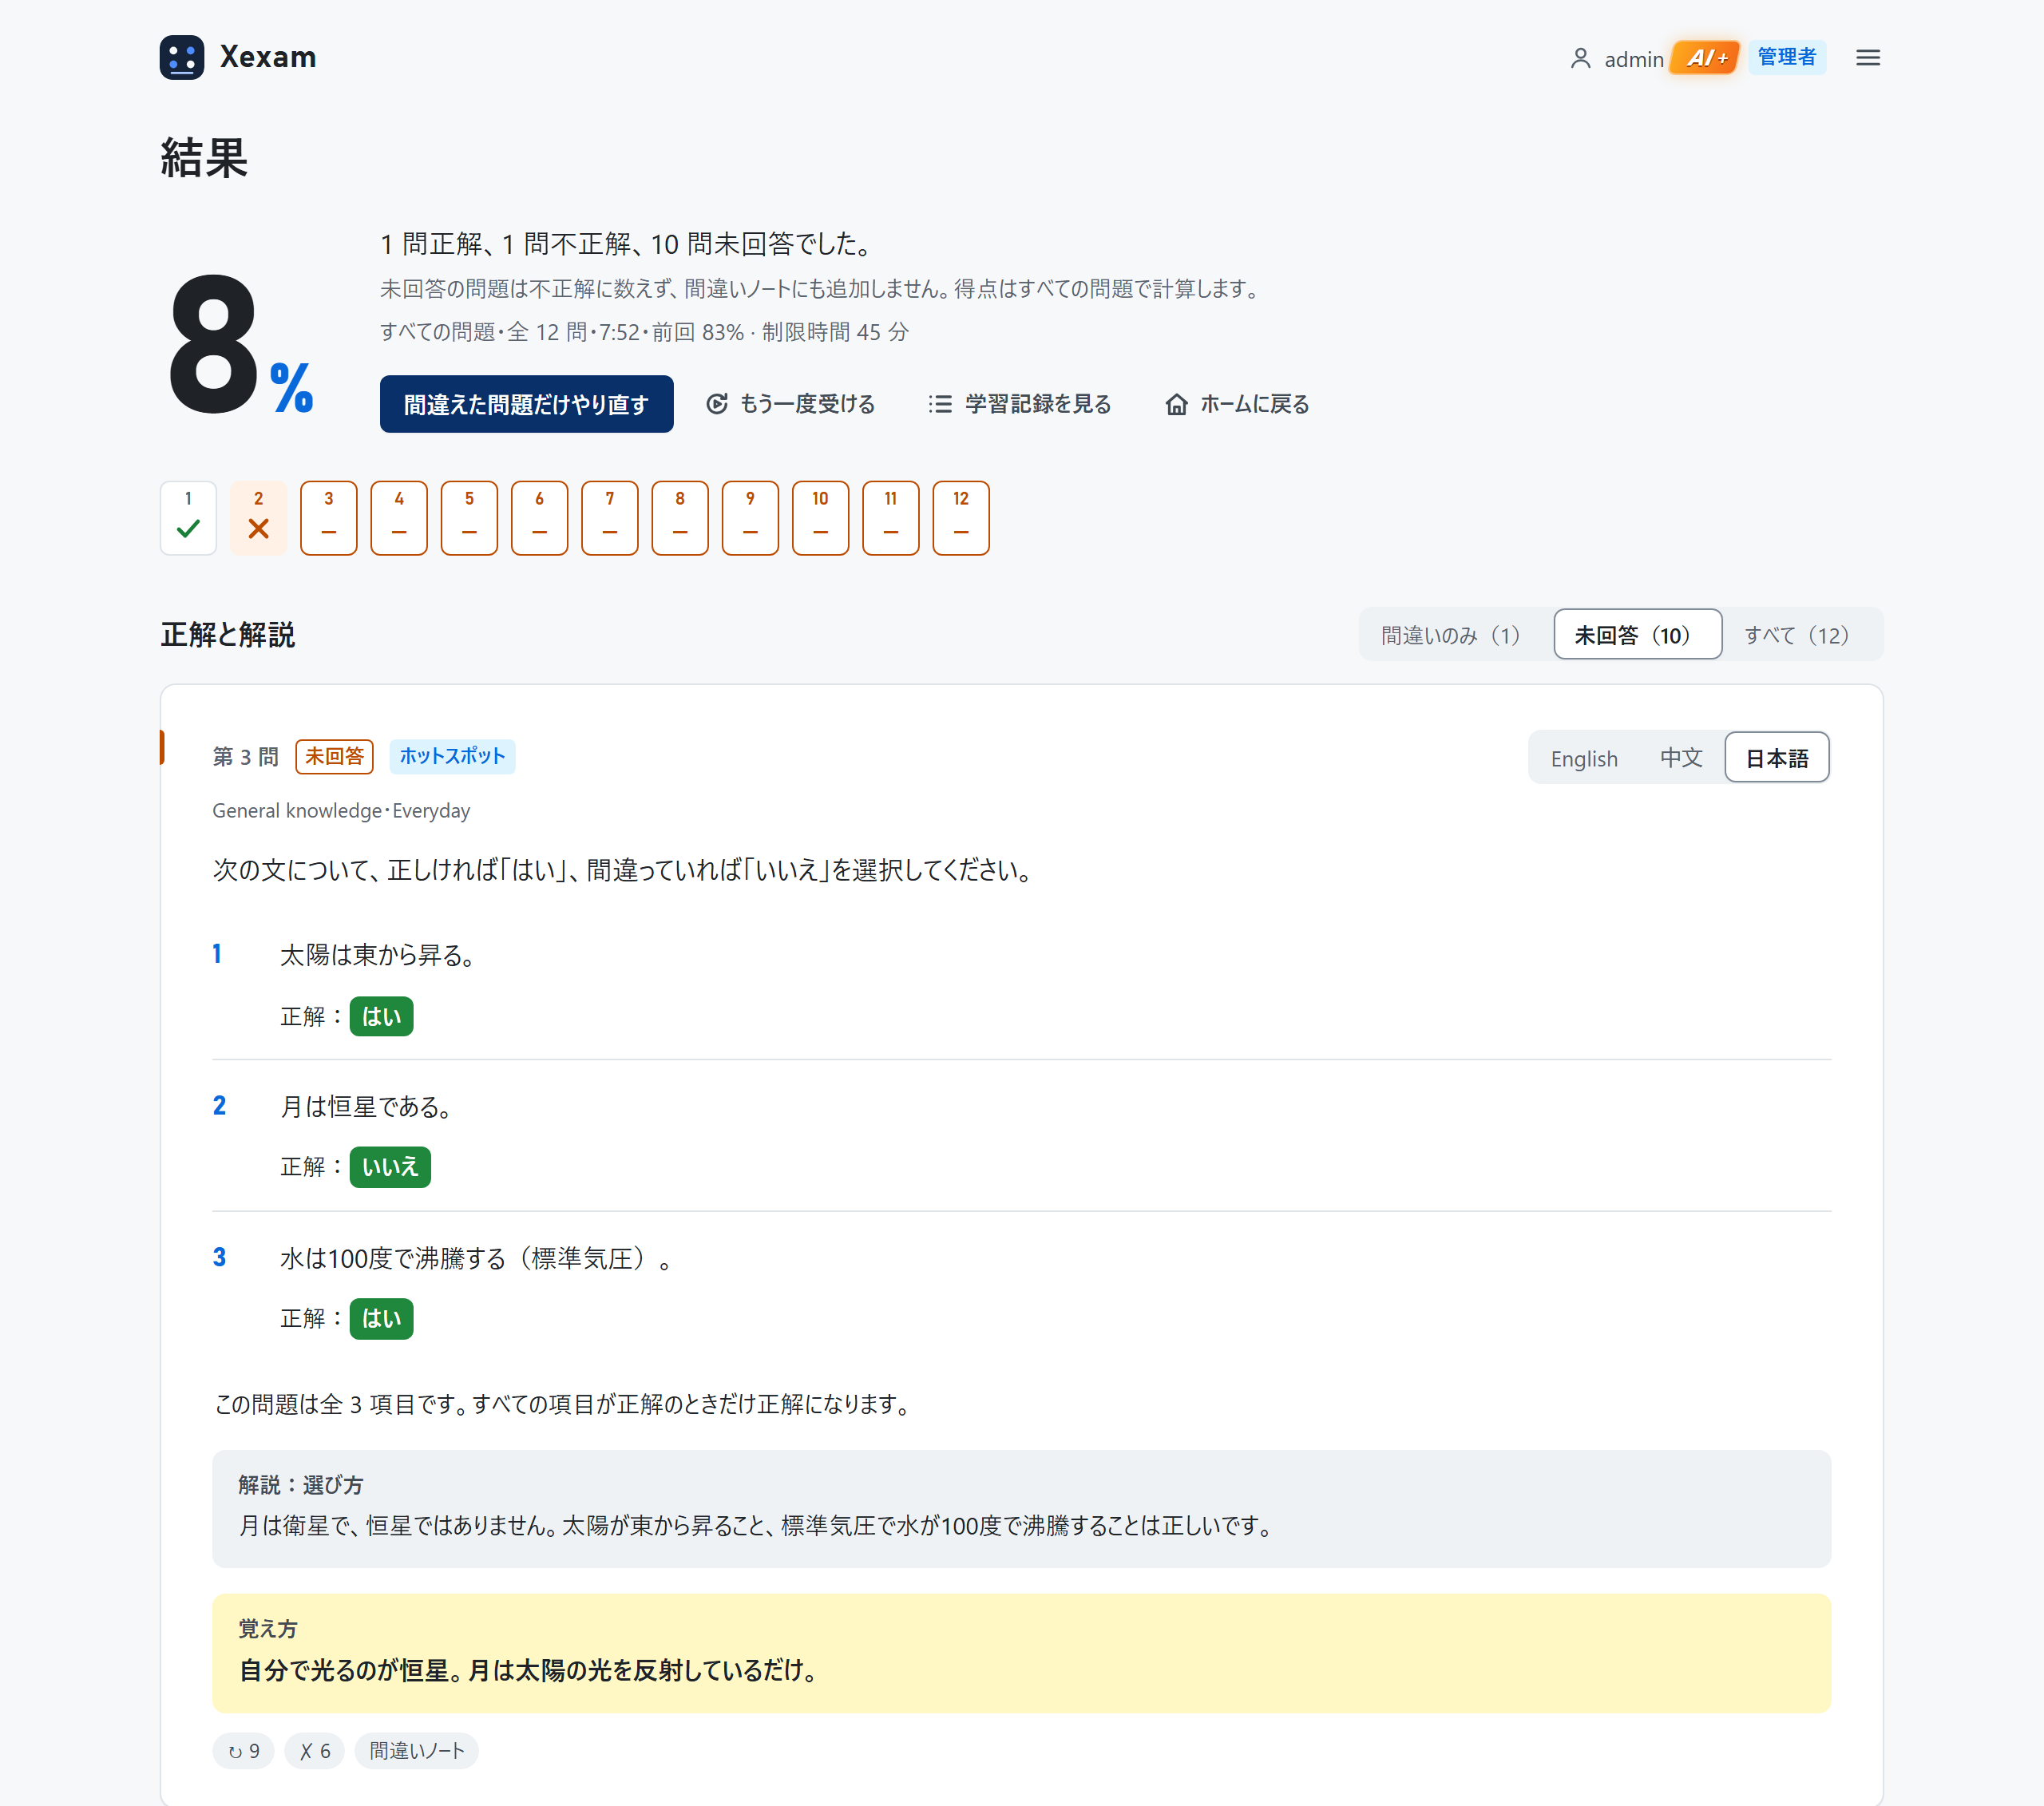 Xexam
admin AI+ 管理者
結果
8%
1 問正解、1 問不正解、10 問未回答でした。
未回答の問題は不正解に数えず、間違いノートにも追加しません。得点はすべての問題で計算します。
すべての問題・全 12 問・7:52・前回 83% · 制限時間 45 分
間違えた問題だけやり直す もう一度受ける 学習記録を見る ホームに戻る
1 2 3 4 5 6 7 8 9 10 11 12
正解と解説
間違いのみ（1） 未回答（10） すべて（12）
第 3 問 未回答 ホットスポット
English 中文 日本語
General knowledge・Everyday
次の文について、正しければ「はい」、間違っていれば「いいえ」を選択してください。
1 太陽は東から昇る。
正解：はい
2 月は恒星である。
正解：いいえ
3 水は100度で沸騰する（標準気圧）。
正解：はい
この問題は全 3 項目です。すべての項目が正解のときだけ正解になります。
解説：選び方
月は衛星で、恒星ではありません。太陽が東から昇ること、標準気圧で水が100度で沸騰することは正しいです。
覚え方
自分で光るのが恒星。月は太陽の光を反射しているだけ。
↻ 9 ✗ 6 間違いノート